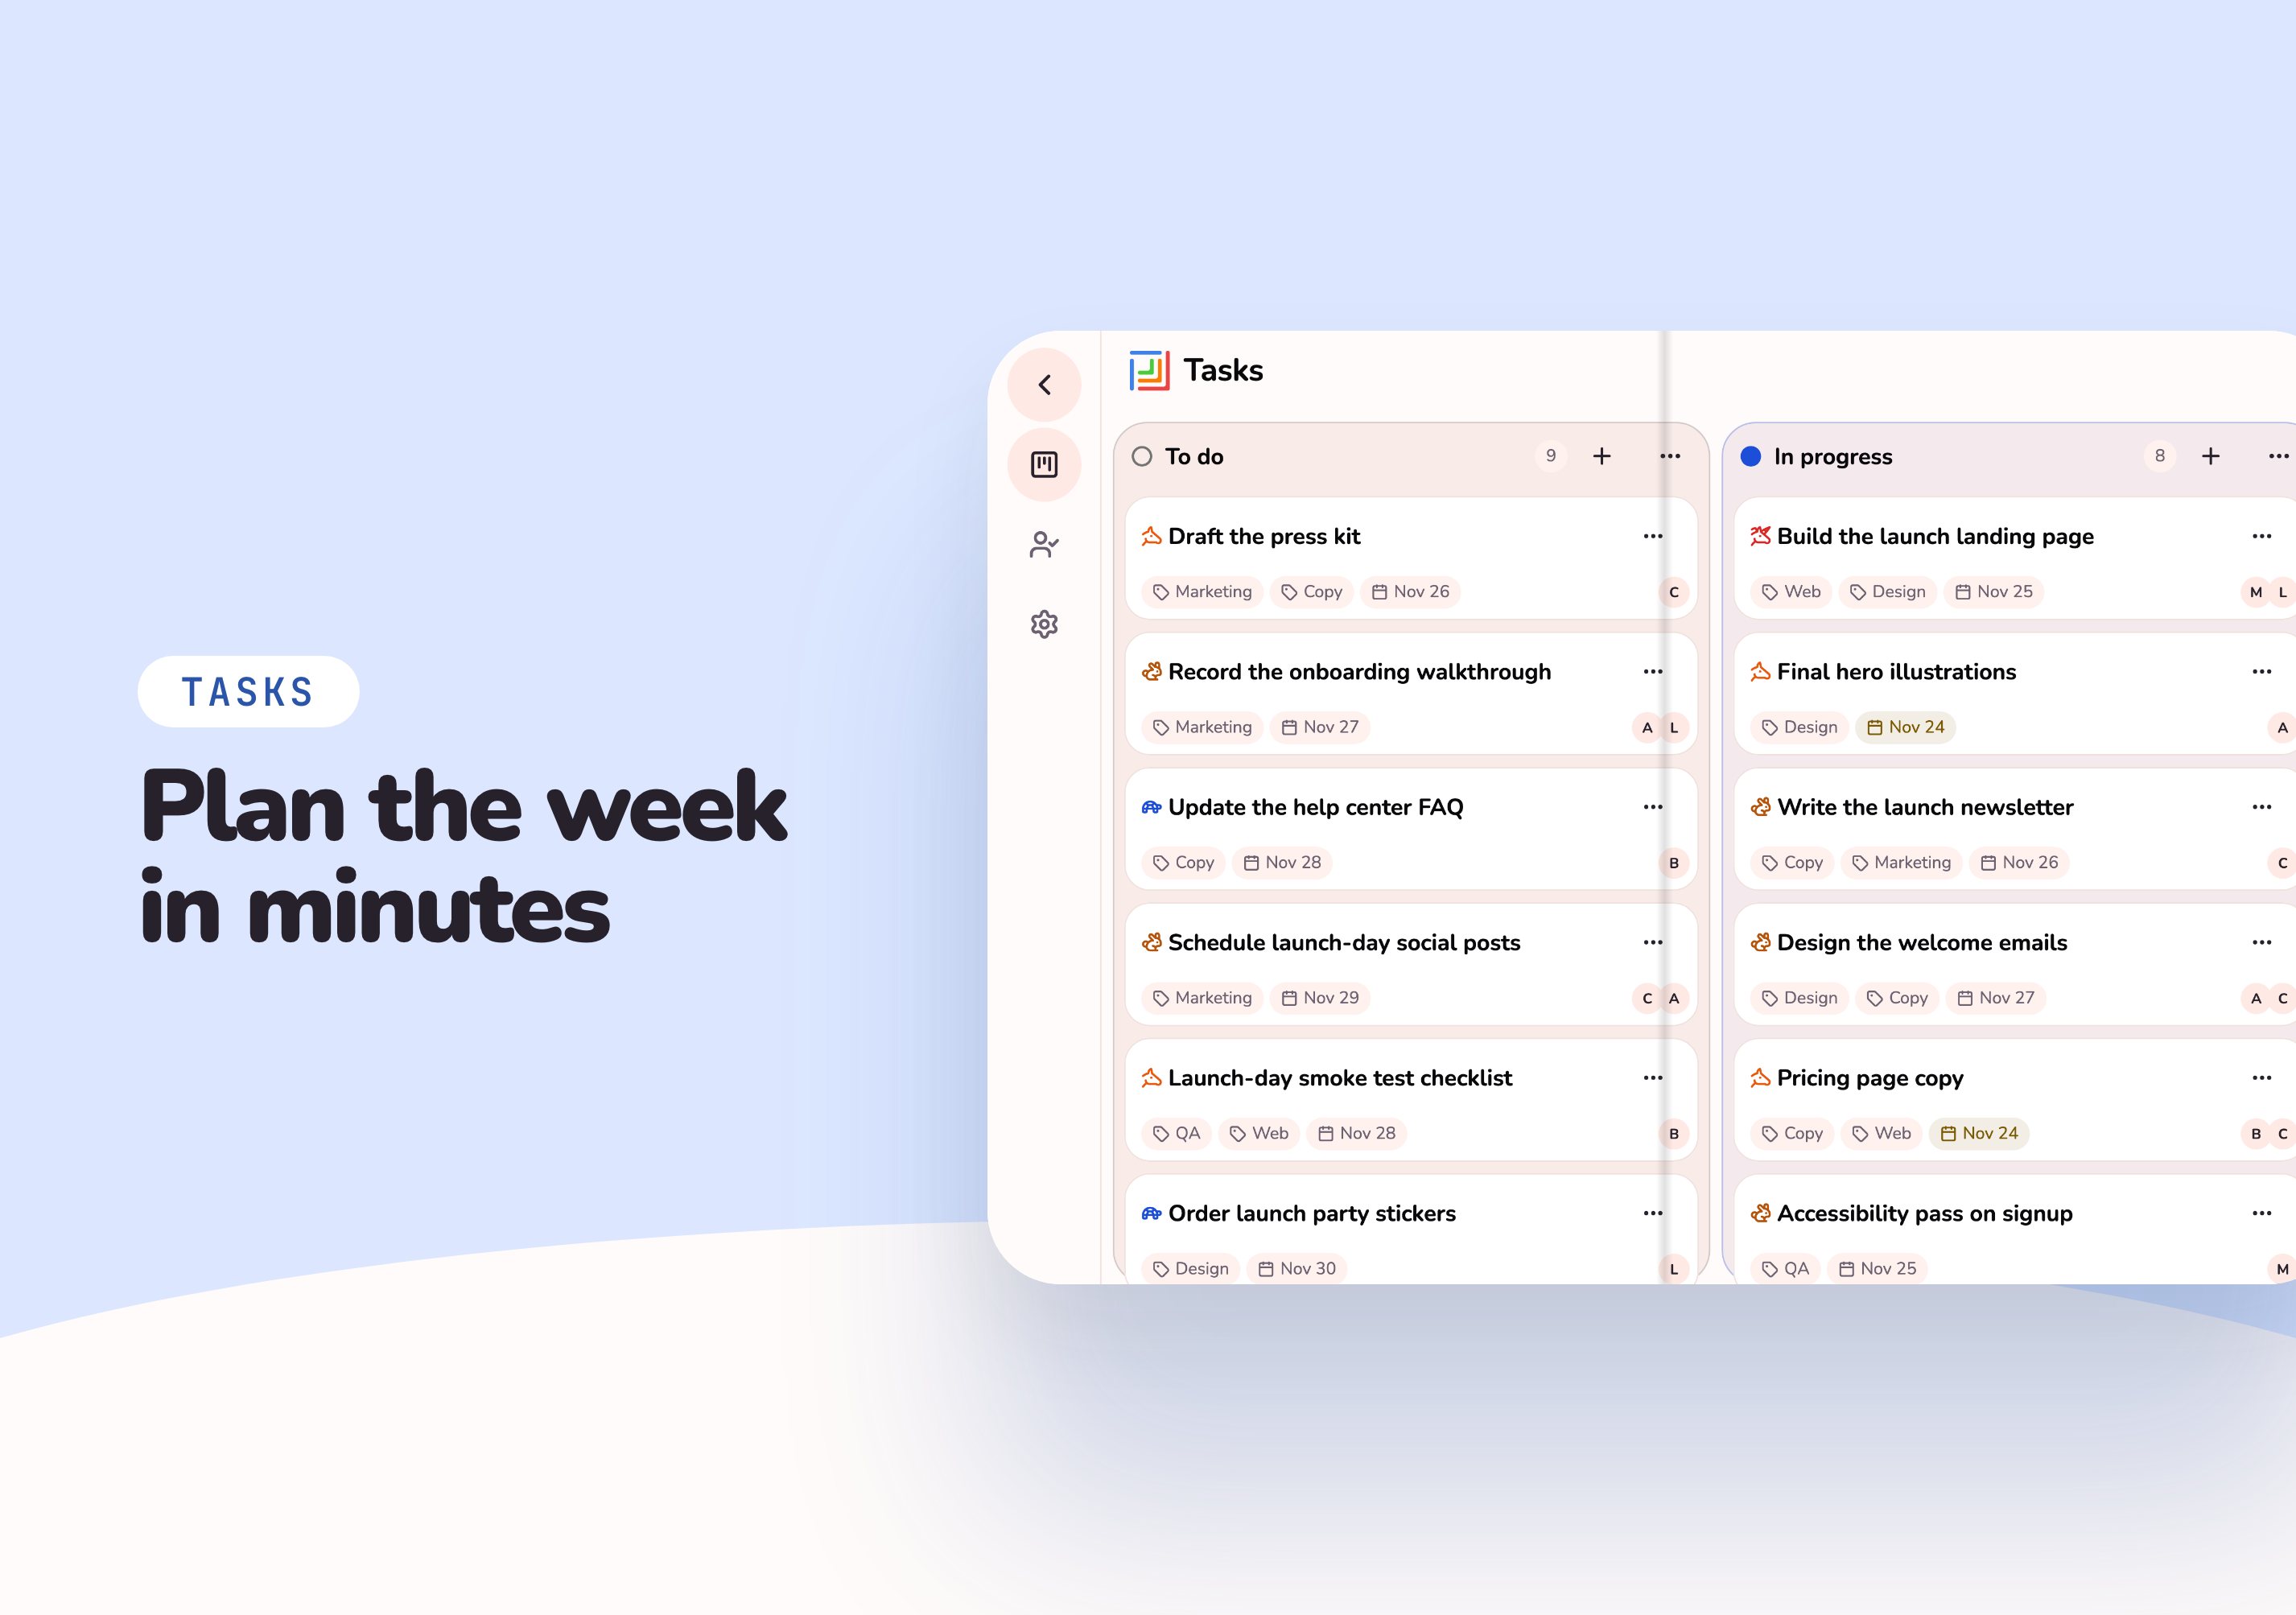 TASKS
Plan the week
in minutes
Tasks
To do 9
Draft the press kit
Marketing Copy Nov 26 C
Record the onboarding walkthrough
Marketing Nov 27 A L
Update the help center FAQ
Copy Nov 28 B
Schedule launch-day social posts
Marketing Nov 29 C A
Launch-day smoke test checklist
QA Web Nov 28 B
Order launch party stickers
Design Nov 30 L
In progress 8
Build the launch landing page
Web Design Nov 25 M L
Final hero illustrations
Design Nov 24 A
Write the launch newsletter
Copy Marketing Nov 26 C
Design the welcome emails
Design Copy Nov 27 A C
Pricing page copy
Copy Web Nov 24 B C
Accessibility pass on signup
QA Nov 25 M